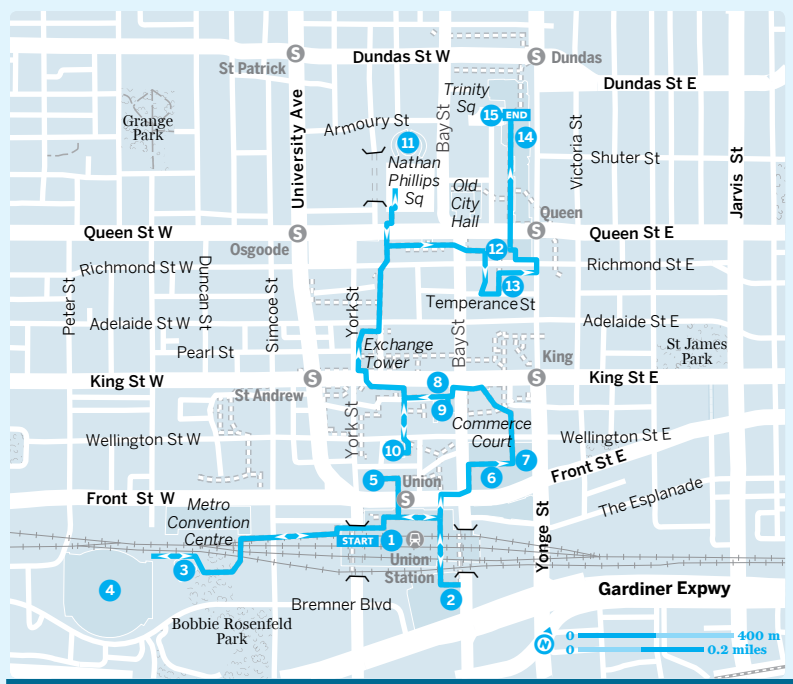 Dundas St W
S
S
Dundas
St Patrick
Dundas St E
Trinity
Sq
Grange
Park
University Ave
Armoury St
Bay St
15
END
14
Victoria St
11
Nathan
Phillips
Sq
Shuter St
Jarvis St
Old
City
Hall
Queen
Queen St W
S
S
Queen St E
Osgoode
12
Richmond St W
Richmond St E
Peter St
Duncan St
Simcoe St
York St
13
Temperance St
Adelaide St W
Bay St
Adelaide St E
Pearl St
Exchange
Tower
King
St James
Park
King St W
S
8
S
King St E
St Andrew
9
York St
Commerce
Court
Wellington St W
10
Wellington St E
7
5
Union
6
Front St E
Front St W
S
Metro
Convention
Centre
The Esplanade
Yonge St
START
1
Union
Station
3
4
2
Gardiner Expwy
Bremner Blvd
Bobbie Rosenfeld
Park
N
0
400 m
0
0.2 miles